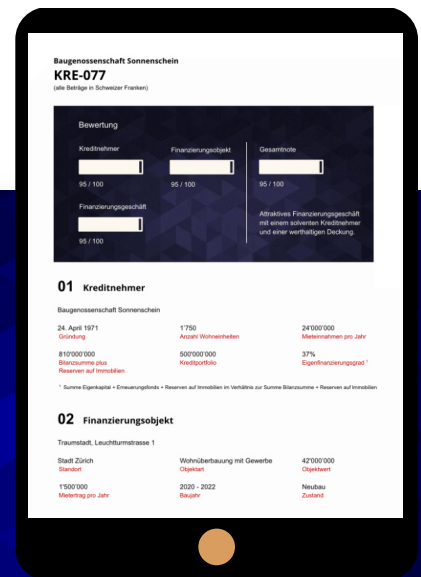 Baugenossenschaft Sonnenschein
KRE-077
(alle Beträge in Schweizer Franken)
Bewertung
Kreditnehmer
95 / 100
Finanzierungsobjekt
95 / 100
Gesamtnote
95 / 100
Finanzierungsgeschäft
95 / 100
Attraktives Finanzierungsgeschäft
mit einem solventen Kreditnehmer
und einer werthaltigen Deckung.
01 Kreditnehmer
Baugenossenschaft Sonnenschein
24. April 1971
Gründung
1'750
Anzahl Wohneinheiten
24'000'000
Mieteinnahmen pro Jahr
810'000'000
Bilanzsumme plus
Reserven auf Immobilien
500'000'000
Kreditportfolio
37%
Eigenfinanzierungsgrad ¹
¹ Summe Eigenkapital + Erneuerungsfonds + Reserven auf Immobilien im Verhältnis zur Summe Bilanzsumme + Reserven auf Immobilien
02 Finanzierungsobjekt
Traumstadt, Leuchtturmstrasse 1
Stadt Zürich
Standort
Wohnüberbauung mit Gewerbe
Objektart
42'000'000
Objektwert
1'500'000
Mietertrag pro Jahr
2020 - 2022
Baujahr
Neubau
Zustand